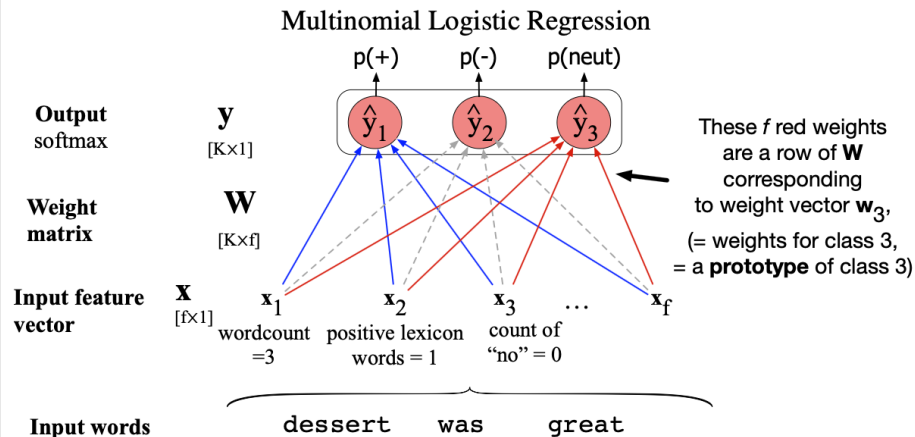 Multinomial Logistic Regression
p(+) p(-) p(neut)
Output
softmax
y
[K×1]
ŷ1 ŷ2 ŷ3
These f red weights
are a row of W
corresponding
to weight vector w3,
(= weights for class 3,
= a prototype of class 3)
Weight
matrix
W
[K×f]
Input feature
vector
x
[f×1]
x1 x2 x3 … xf
wordcount
=3
positive lexicon
words = 1
count of
“no” = 0
Input words
dessert was great